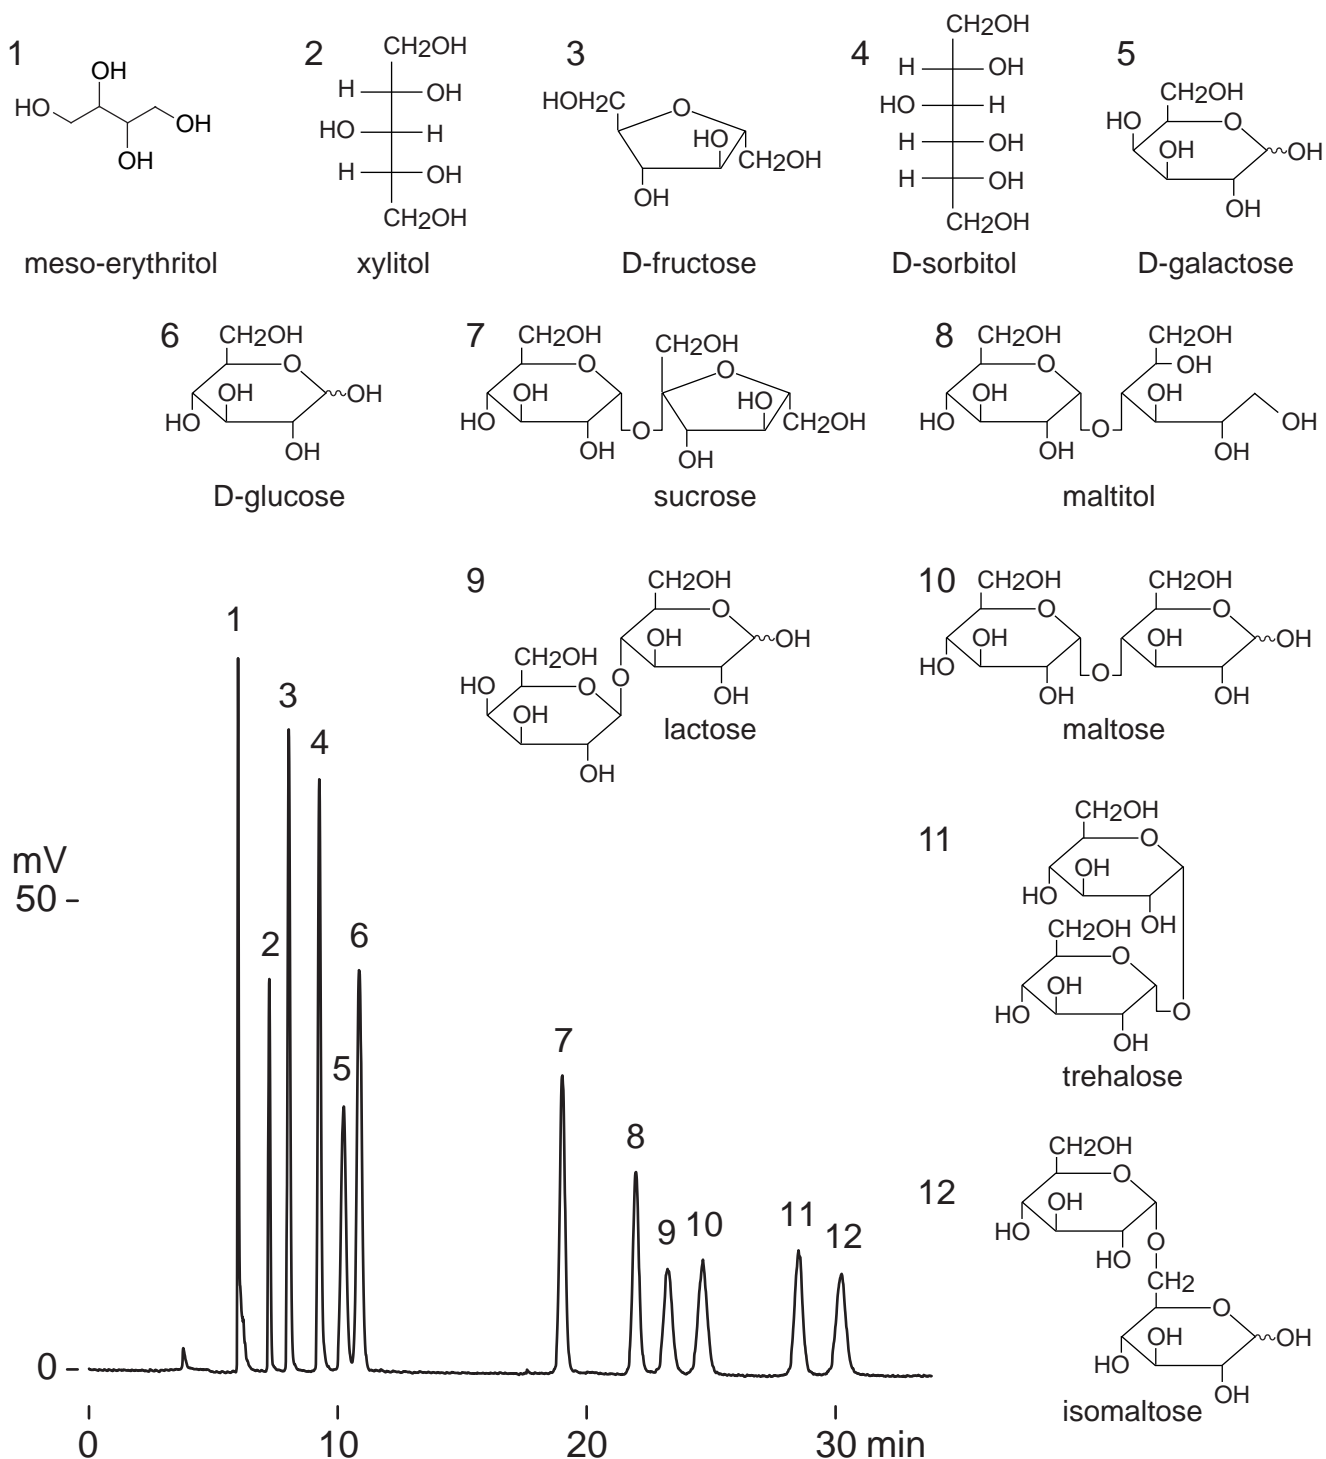 1
HO
OH
OH
OH
meso-erythritol
2
CH2OH
H
OH
HO
H
H
OH
CH2OH
xylitol
3
HOH2C
O
HO
CH2OH
OH
D-fructose
4
CH2OH
H
OH
HO
H
H
OH
H
OH
CH2OH
D-sorbitol
5
CH2OH
HO
O
OH
OH
OH
D-galactose
6
CH2OH
O
OH
OH
HO
OH
D-glucose
7
CH2OH
O
OH
HO
OH
O
CH2OH
O
HO
CH2OH
OH
sucrose
8
CH2OH
O
OH
HO
OH
O
CH2OH
OH
OH
OH
OH
maltitol
9
CH2OH
O
OH
OH
OH
O
CH2OH
HO
O
OH
OH
lactose
10
CH2OH
O
OH
HO
OH
O
CH2OH
O
OH
OH
OH
maltose
11
CH2OH
O
OH
HO
OH
CH2OH
O
OH
HO
OH
O
trehalose
12
CH2OH
O
OH
HO
HO
O
CH2
O
OH
OH
HO
OH
isomaltose
mV
50
0
1
2
3
4
5
6
7
8
9
10
11
12
0
10
20
30 min